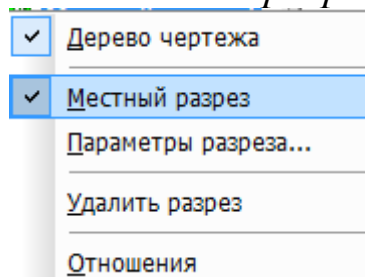 Дерево чертежа
Местный разрез
Параметры разреза...
Удалить разрез
Отношения